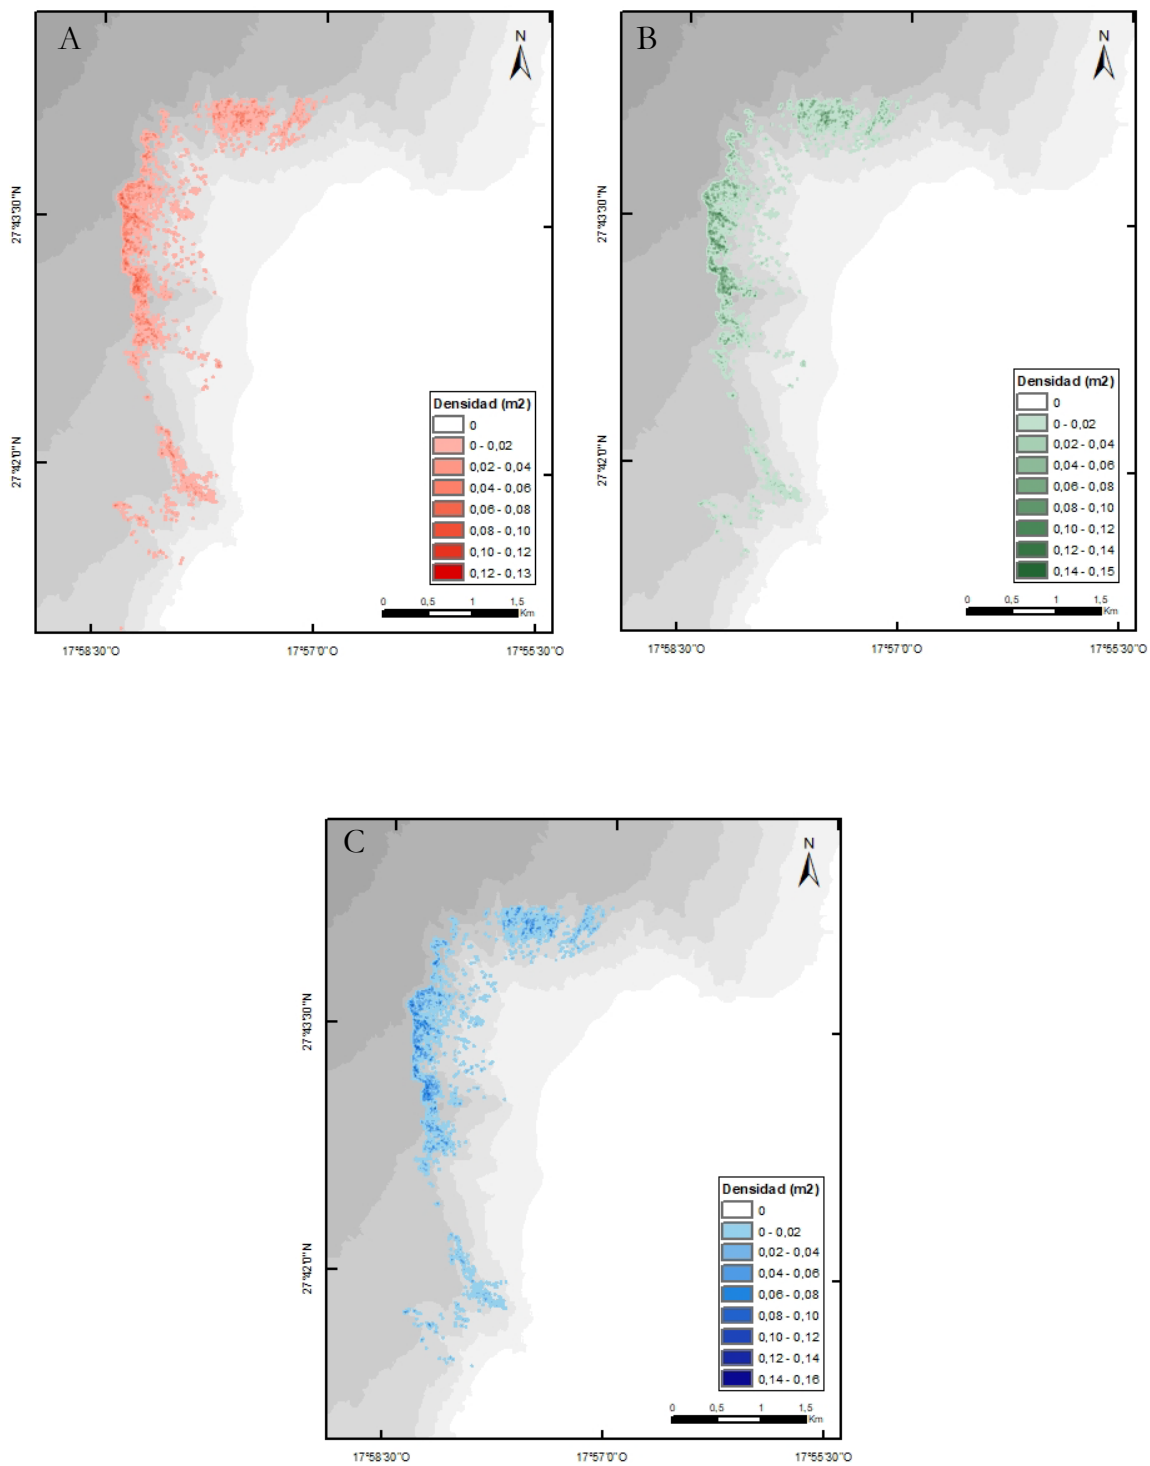 A
N
27°43'30"N
27°42'0"N
Densidad (m2)
0
0 - 0,02
0,02 - 0,04
0,04 - 0,06
0,06 - 0,08
0,08 - 0,10
0,10 - 0,12
0,12 - 0,13
0 0,5 1 1,5
Km
17°58'30"O 17°57'0"O 17°55'30"O
B
N
27°43'30"N
27°42'0"N
Densidad (m2)
0
0 - 0,02
0,02 - 0,04
0,04 - 0,06
0,06 - 0,08
0,08 - 0,10
0,10 - 0,12
0,12 - 0,14
0,14 - 0,15
0 0,5 1 1,5
Km
17°58'30"O 17°57'0"O 17°55'30"O
C
N
27°43'30"N
27°42'0"N
Densidad (m2)
0
0 - 0,02
0,02 - 0,04
0,04 - 0,06
0,06 - 0,08
0,08 - 0,10
0,10 - 0,12
0,12 - 0,14
0,14 - 0,16
0 0,5 1 1,5
Km
17°58'30"O 17°57'0"O 17°55'30"O